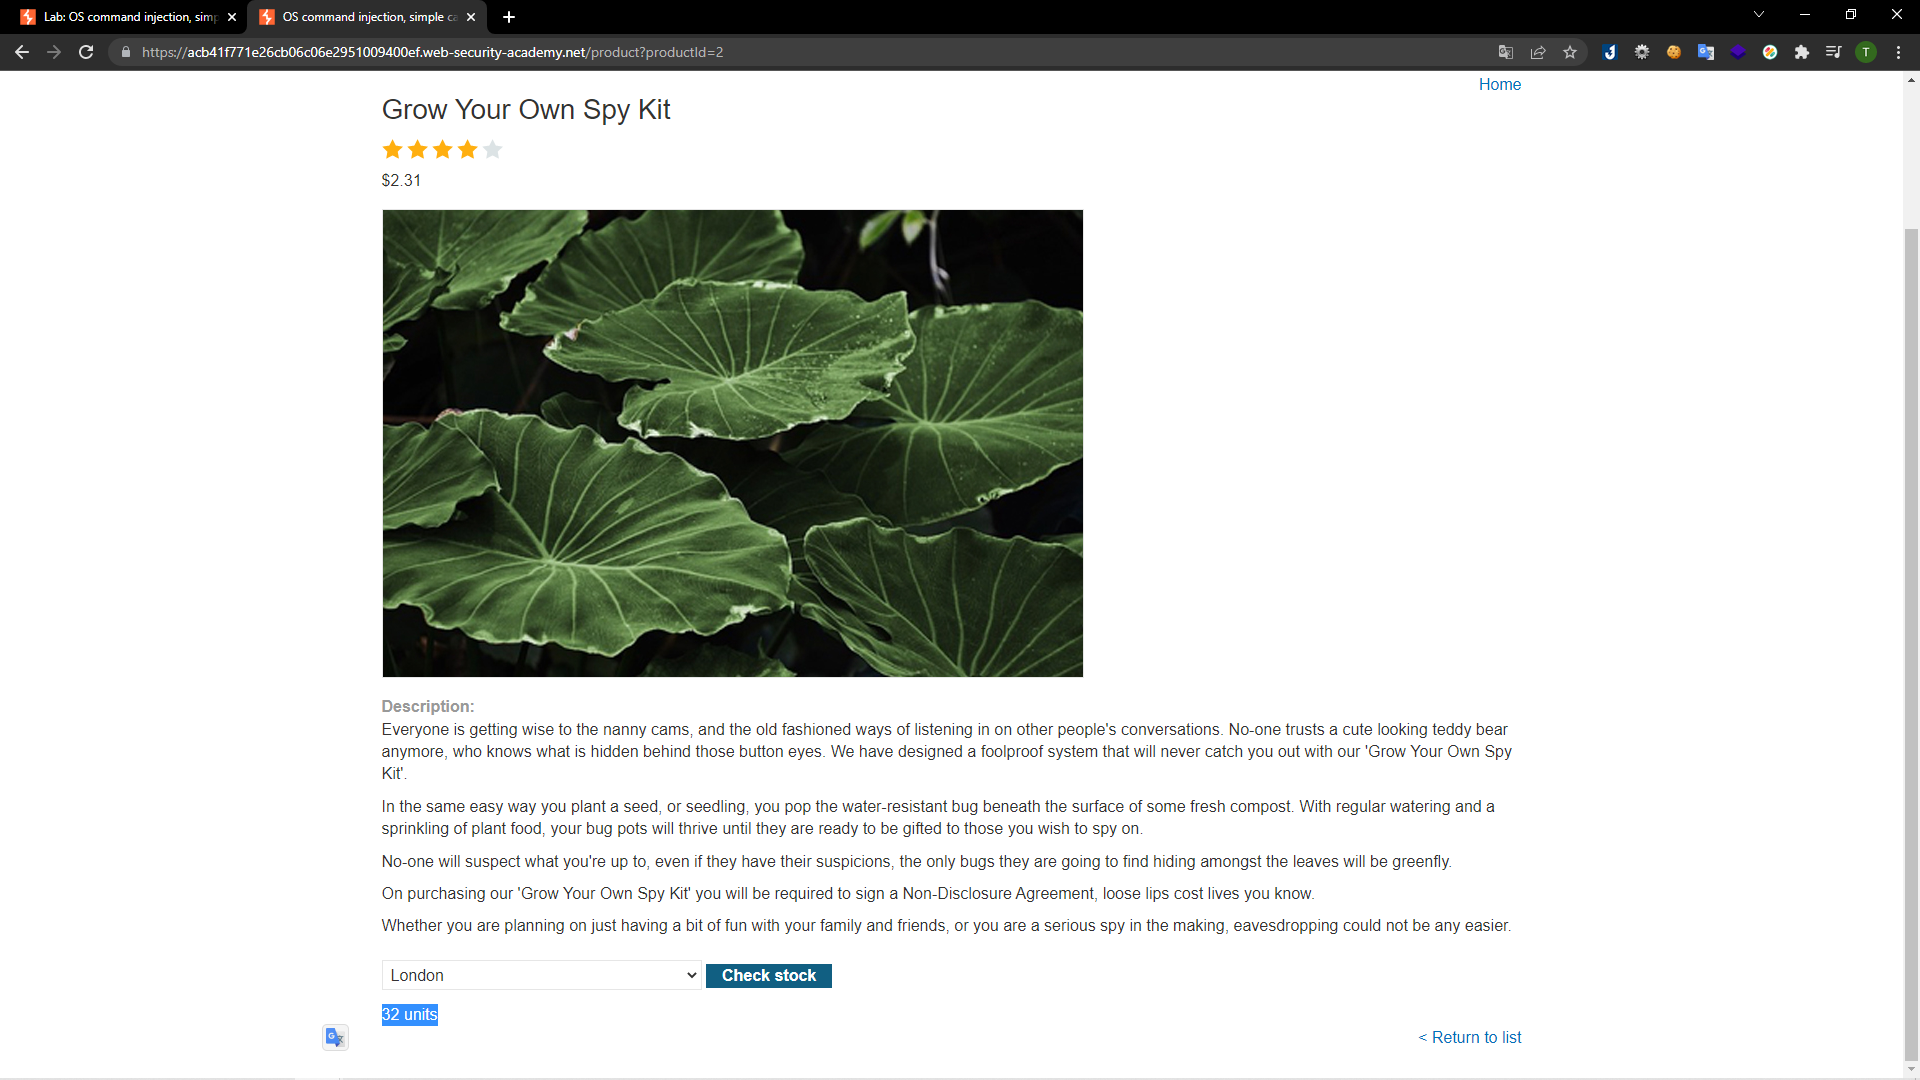 Lab: OS command injection, simp
OS command injection, simple ca
https://acb41f771e26cb06c06e2951009400ef.web-security-academy.net/product?productId=2
T
Home
Grow Your Own Spy Kit
$2.31
Description:
Everyone is getting wise to the nanny cams, and the old fashioned ways of listening in on other people's conversations. No-one trusts a cute looking teddy bear
anymore, who knows what is hidden behind those button eyes. We have designed a foolproof system that will never catch you out with our 'Grow Your Own Spy
Kit'.
In the same easy way you plant a seed, or seedling, you pop the water-resistant bug beneath the surface of some fresh compost. With regular watering and a
sprinkling of plant food, your bug pots will thrive until they are ready to be gifted to those you wish to spy on.
No-one will suspect what you're up to, even if they have their suspicions, the only bugs they are going to find hiding amongst the leaves will be greenfly.
On purchasing our 'Grow Your Own Spy Kit' you will be required to sign a Non-Disclosure Agreement, loose lips cost lives you know.
Whether you are planning on just having a bit of fun with your family and friends, or you are a serious spy in the making, eavesdropping could not be any easier.
London
Check stock
32 units
< Return to list